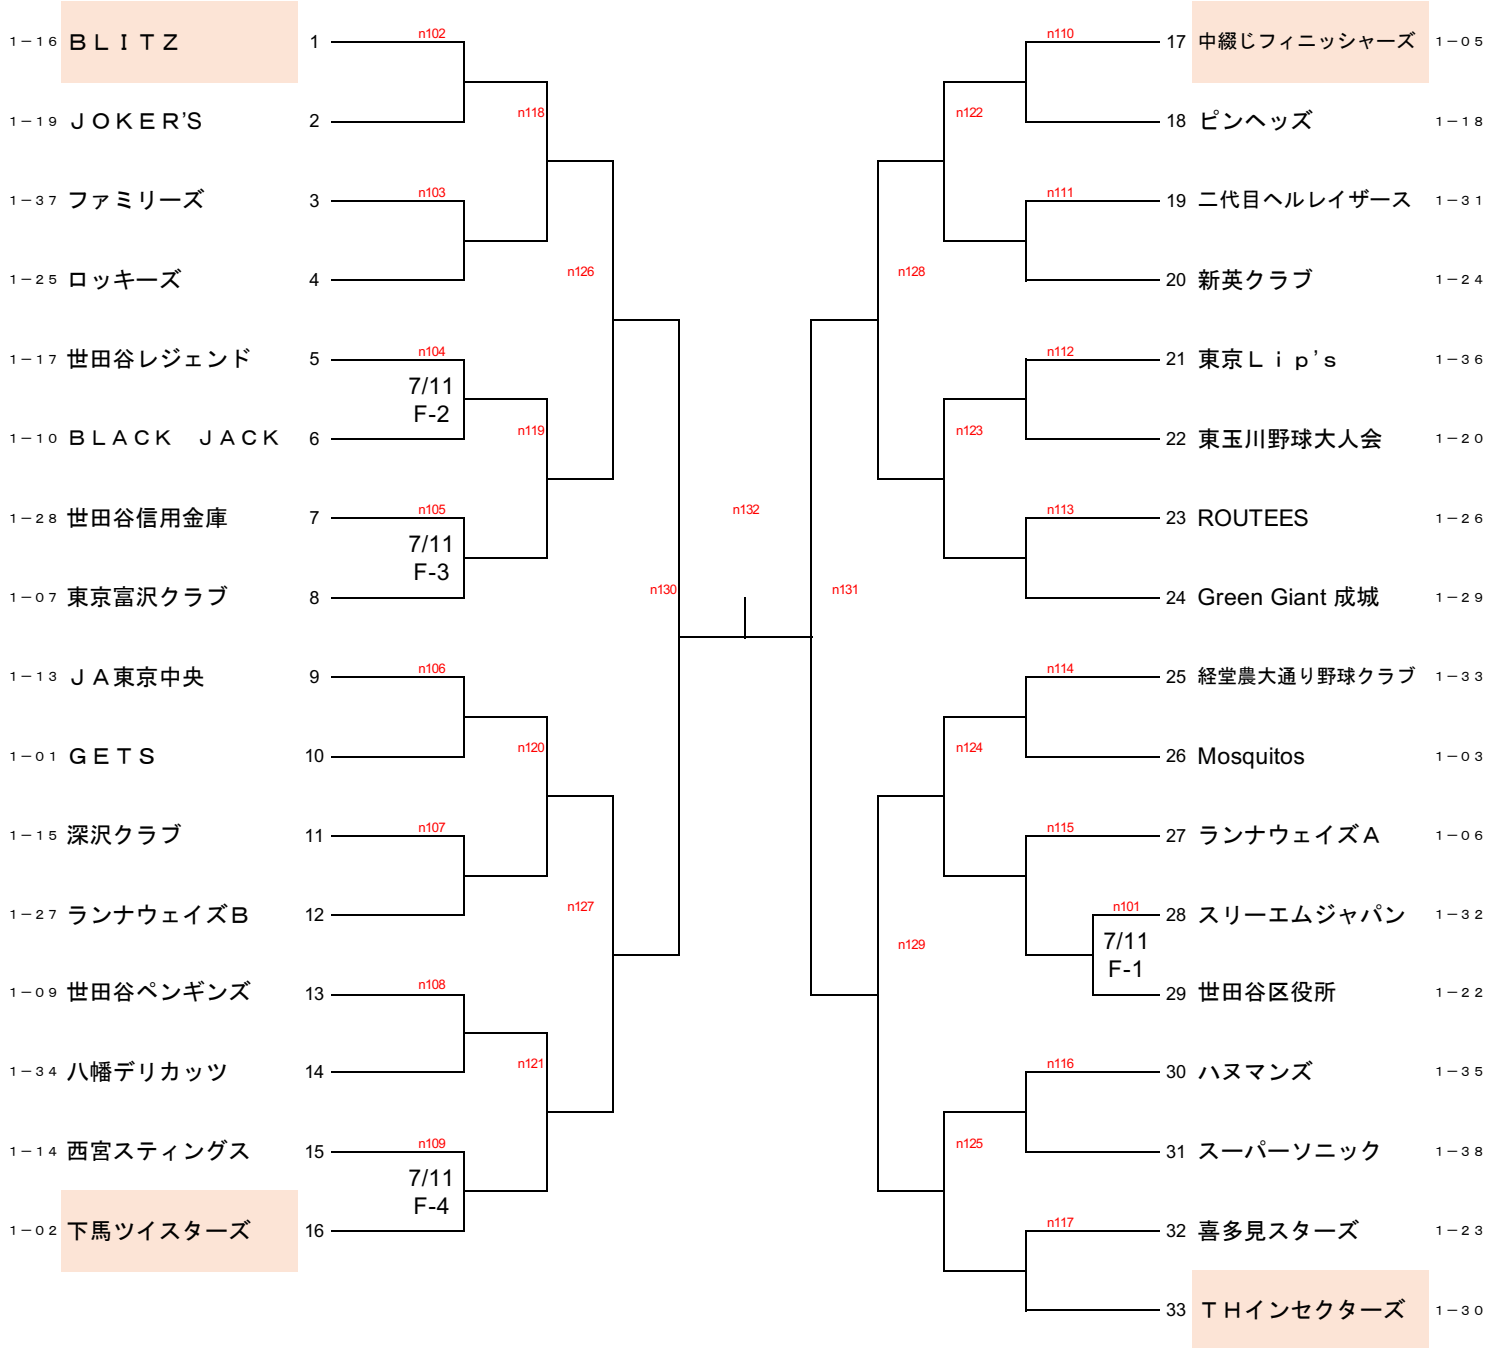 1－16 ＢＬＩＴＺ 1
n102
1－19 ＪＯＫＥＲ’Ｓ 2
n118
1－37 ファミリーズ 3
n103
1－25 ロッキーズ 4
n126
1－17 世田谷レジェンド 5
n104
7/11
F-2
1－10 ＢＬＡＣＫ　ＪＡＣＫ 6
n119
1－28 世田谷信用金庫 7
n105
7/11
F-3
1－07 東京富沢クラブ 8
n130
1－13 ＪＡ東京中央 9
n106
1－01 ＧＥＴＳ 10
n120
1－15 深沢クラブ 11
n107
1－27 ランナウェイズＢ 12
n127
1－09 世田谷ペンギンズ 13
n108
1－34 八幡デリカッツ 14
n121
1－14 西宮スティングス 15
n109
7/11
F-4
1－02 下馬ツイスターズ 16
n132
n110
17 中綴じフィニッシャーズ 1－05
n122
18 ピンヘッズ 1－18
n111
19 二代目ヘルレイザース 1－31
n128
20 新英クラブ 1－24
n112
21 東京Ｌｉｐ’ｓ 1－36
n123
22 東玉川野球大人会 1－20
n113
23 ROUTEES 1－26
n131
24 Green Giant 成城 1－29
n114
25 経堂農大通り野球クラブ 1－33
n124
26 Mosquitos 1－03
n115
27 ランナウェイズＡ 1－06
n101
28 スリーエムジャパン 1－32
7/11
F-1
n129
29 世田谷区役所 1－22
n116
30 ハヌマンズ 1－35
n125
31 スーパーソニック 1－38
n117
32 喜多見スターズ 1－23
33 ＴＨインセクターズ 1－30